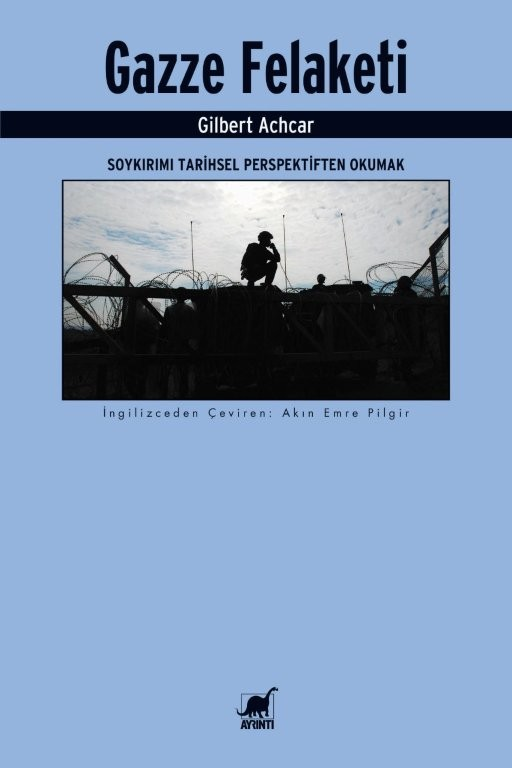 Gazze Felaketi
Gilbert Achcar
SOYKIRIMI TARİHSEL PERSPEKTİFTEN OKUMAK
İngilizceden Çeviren: Akın Emre Pilgir
AYRINTI